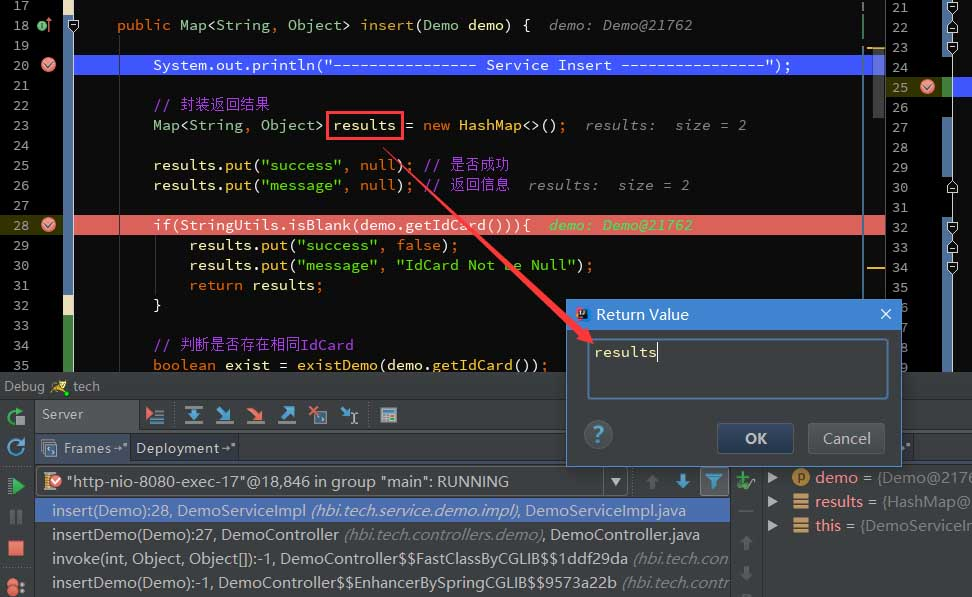 17
18 public Map<String, Object> insert(Demo demo) { demo: Demo@21762
19
20 System.out.println("---------------- Service Insert ----------------");
21
22 // 封装返回结果
23 Map<String, Object> results = new HashMap<>(); results: size = 2
24
25 results.put("success", null); // 是否成功
26 results.put("message", null); // 返回信息 results: size = 2
27
28 if(StringUtils.isBlank(demo.getIdCard())){ demo: Demo@21762
29 results.put("success", false);
30 results.put("message", "IdCard Not be Null");
31 return results;
32 }
33
34 // 判断是否存在相同IdCard
35 boolean exist = existDemo(demo.getIdCard());
21
22
23
24
25
26
27
28
29
30
31
32
33
34
35
Return Value
results
?
OK Cancel
Debug tech
Server
Frames Deployment
"http-nio-8080-exec-17"@18,846 in group "main": RUNNING
insert(Demo):28, DemoServiceImpl (hbi.tech.service.demo.impl), DemoServiceImpl.java
insertDemo(Demo):27, DemoController (hbi.tech.controllers.demo), DemoController.java
invoke(int, Object, Object[]):-1, DemoController$$FastClassByCGLIB$$1ddf29da (hbi.tech.con
insertDemo(Demo):-1, DemoController$$EnhancerBySpringCGLIB$$9573a22b (hbi.tech.contr
p demo = {Demo@2176
results = {HashMap@
this = {DemoServiceIm